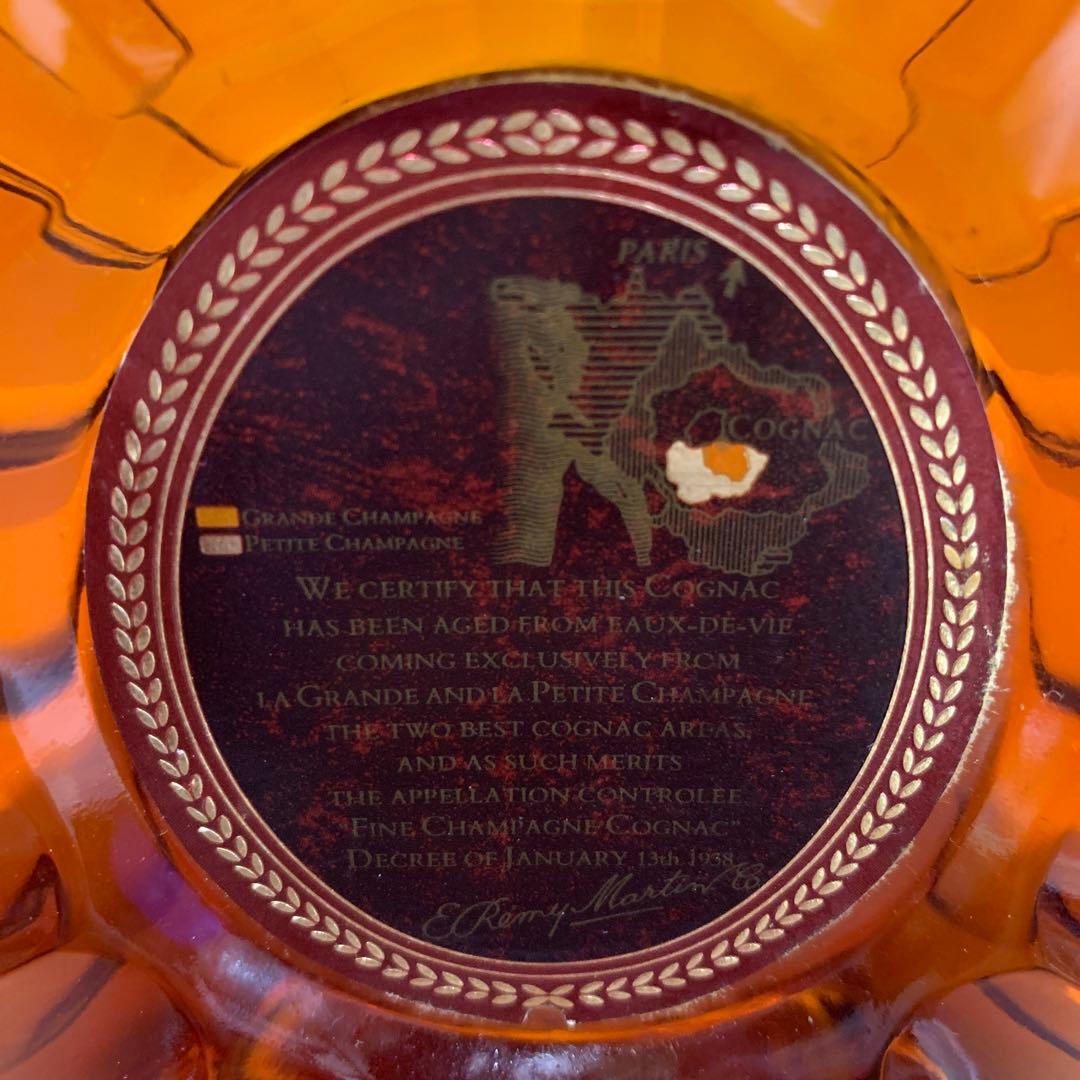 PARIS
COGNAC
GRANDE CHAMPAGNE
PETITE CHAMPAGNE
WE CERTIFY THAT THIS COGNAC
HAS BEEN AGED FROM EAUX-DE-VIE
COMING EXCLUSIVELY FROM
LA GRANDE AND LA PETITE CHAMPAGNE
THE TWO BEST COGNAC AREAS,
AND AS SUCH MERITS
THE APPELLATION CONTROLEE
"FINE CHAMPAGNE COGNAC"
DECREE OF JANUARY 13th 1938
E. Remy Martin & Co